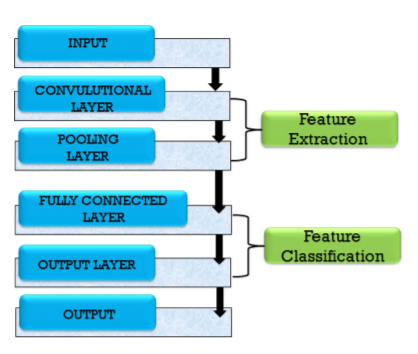 INPUT
CONVULUTIONAL
LAYER
POOLING
LAYER
Feature
Extraction
FULLY CONNECTED
LAYER
OUTPUT LAYER
Feature
Classification
OUTPUT